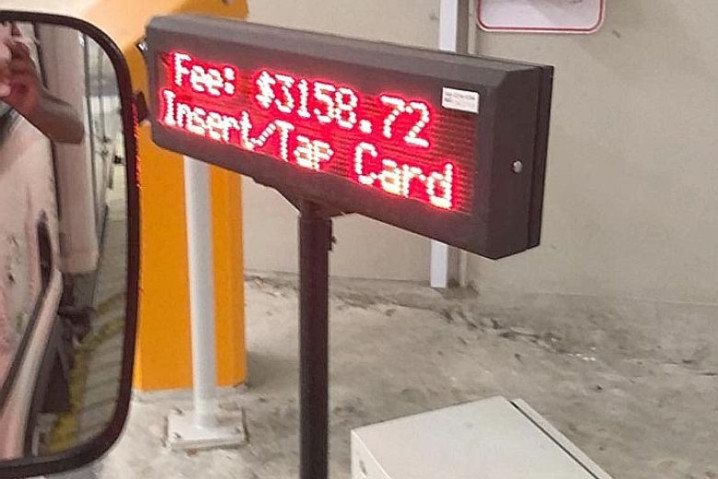 Fee: $3158.72
Insert/Tap Card